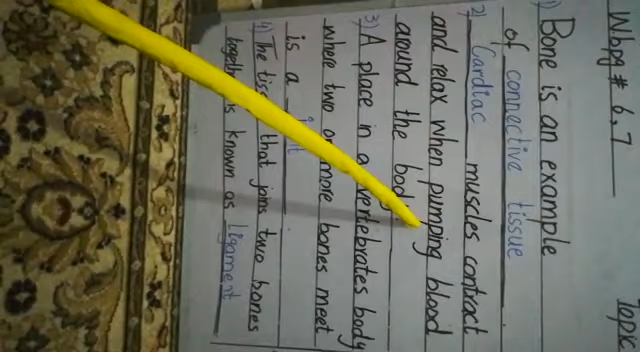 Wbpg # 6,7
Topic
1) Bone is an example
of connective tissue
2) Cardiac muscles contract
and relax when pumping blood
around the body
3) A place in a vertebrates body
where two or more bones meet
is a
4) The that joins two bones
together is known as ligament